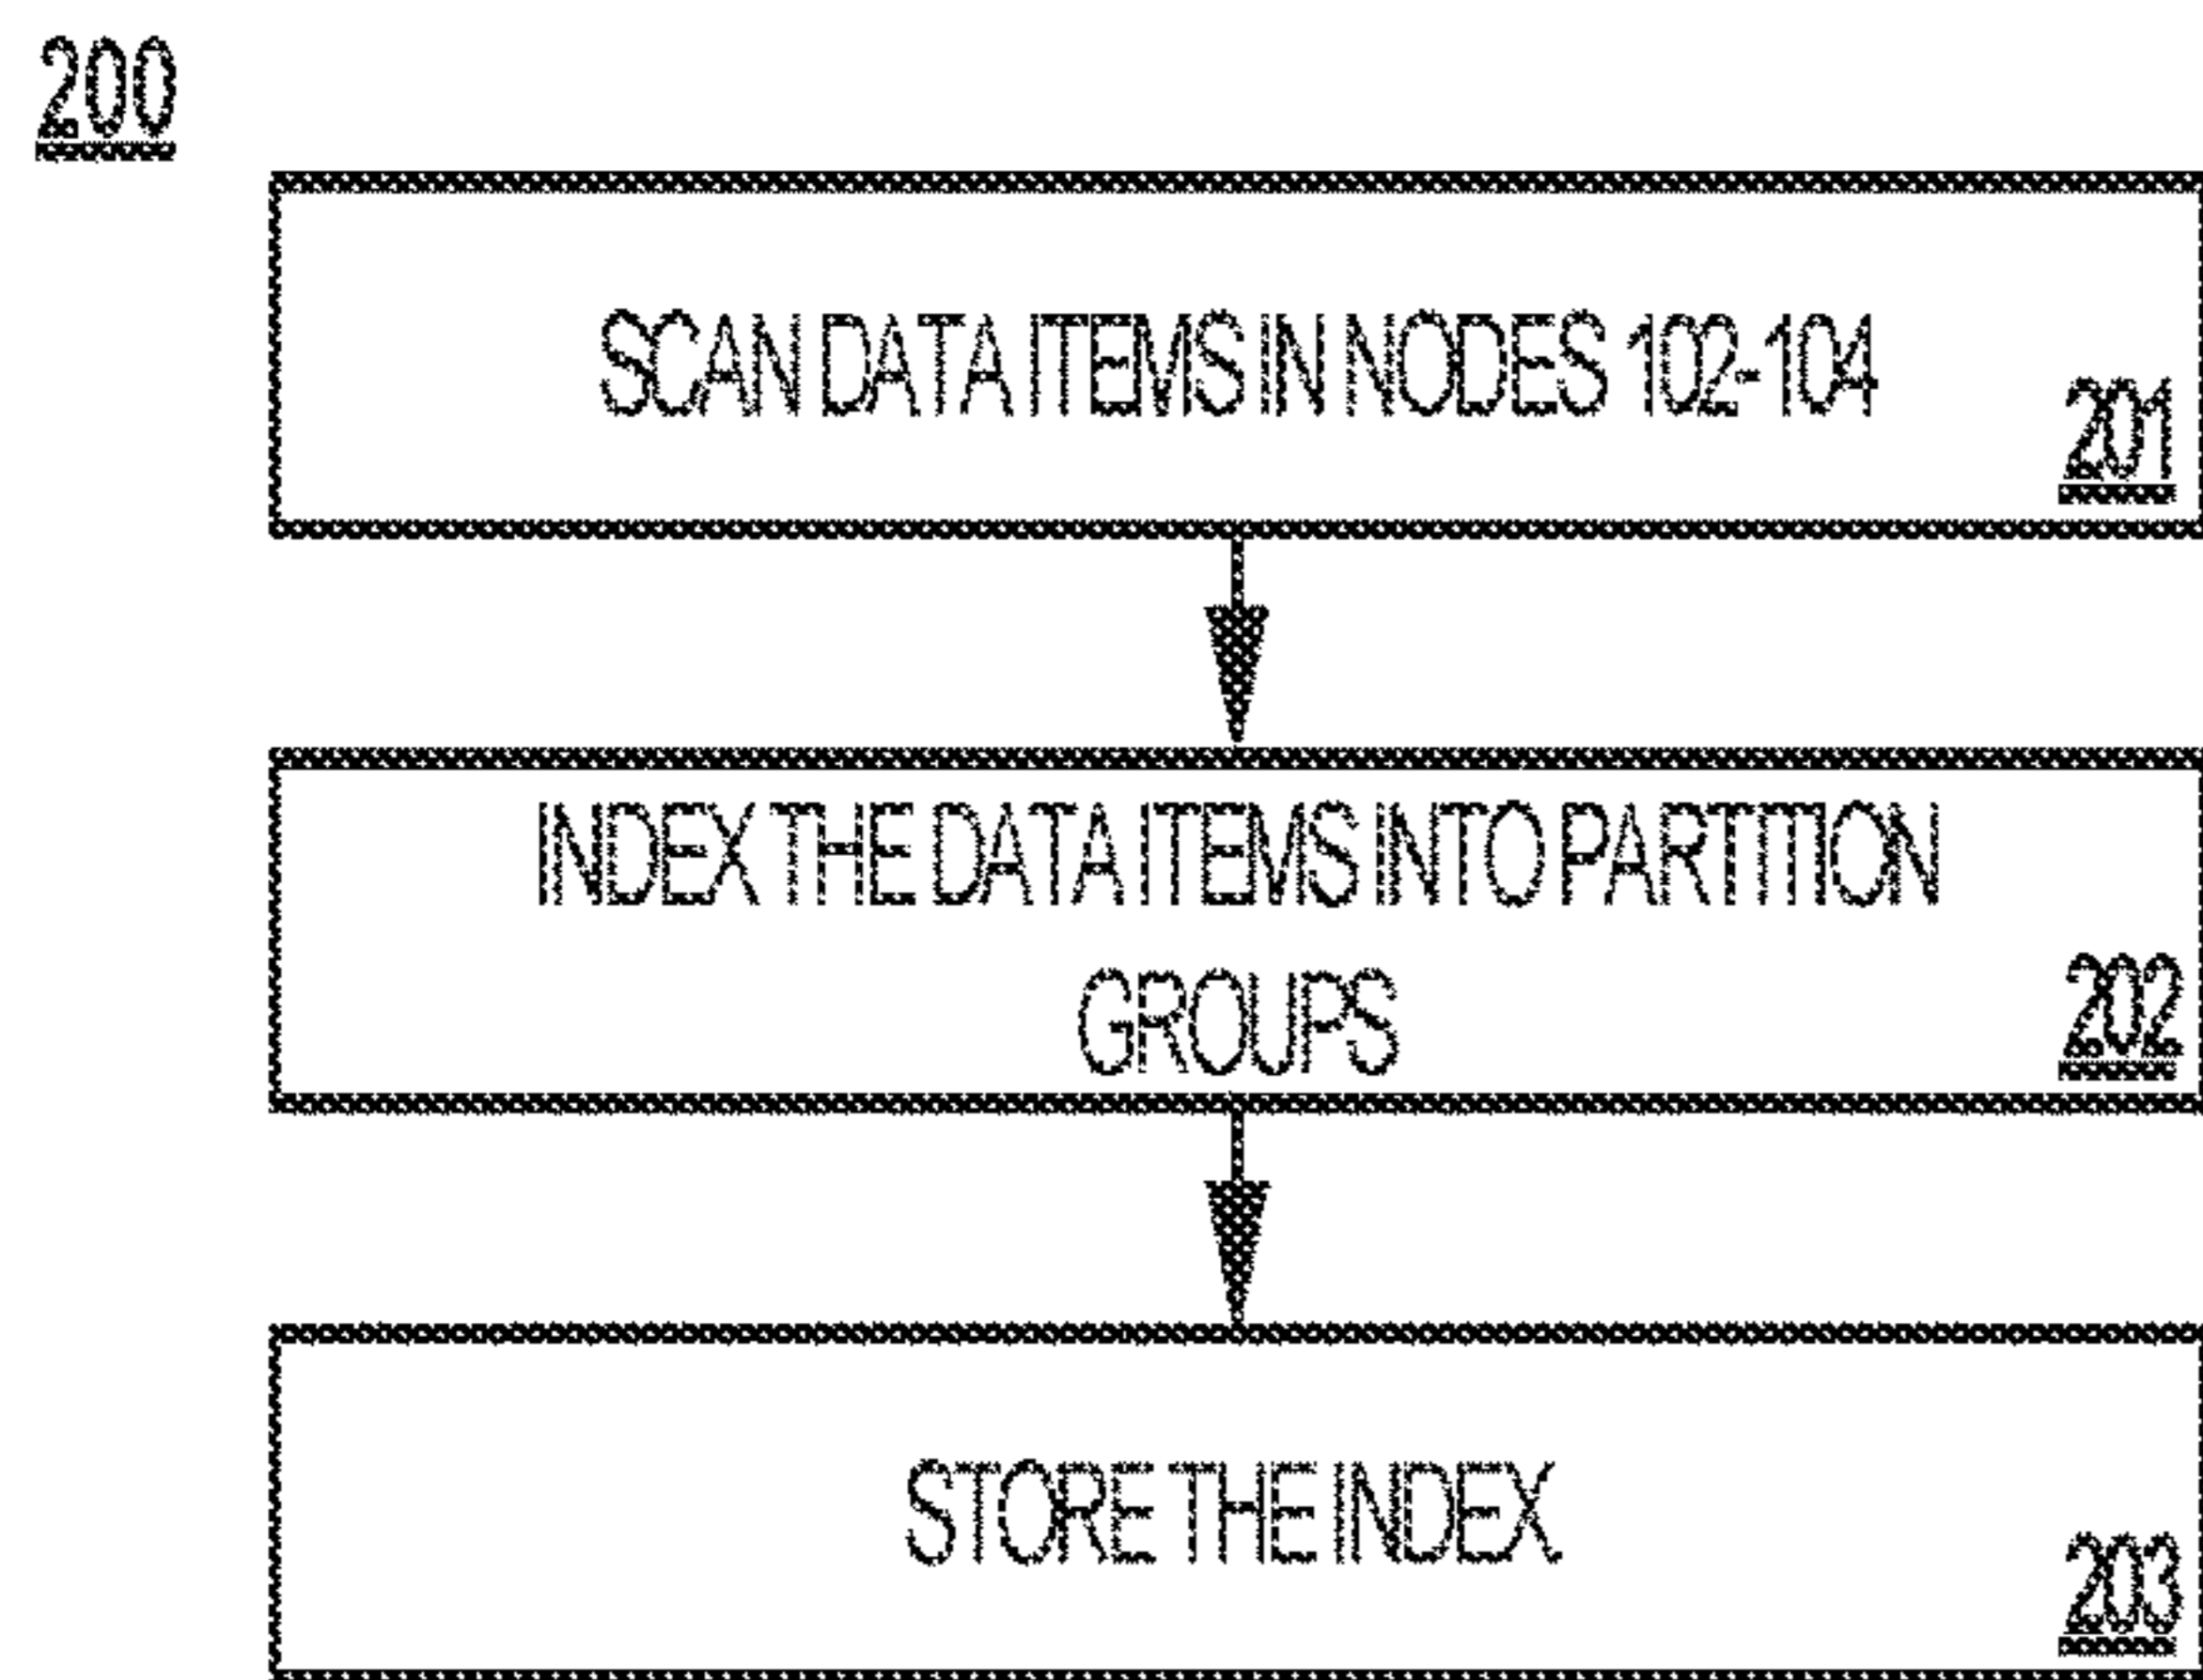 200
SCAN DATA ITEMS IN NODES 102-104
201
INDEX THE DATA ITEMS INTO PARTITION
GROUPS
202
STORE THE INDEX
203